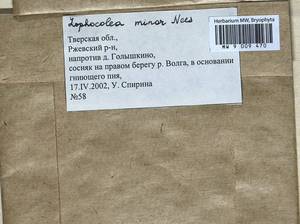 Lophocolea minor Nees
Herbarium MW, Bryophyta
MW 9 009 470
Тверская обл.,
Ржевский р-н,
напротив д. Голышкино,
сосняк на правом берегу р. Волга, в основании
гниющего пня,
17.IV.2002, У. Спирина
№58